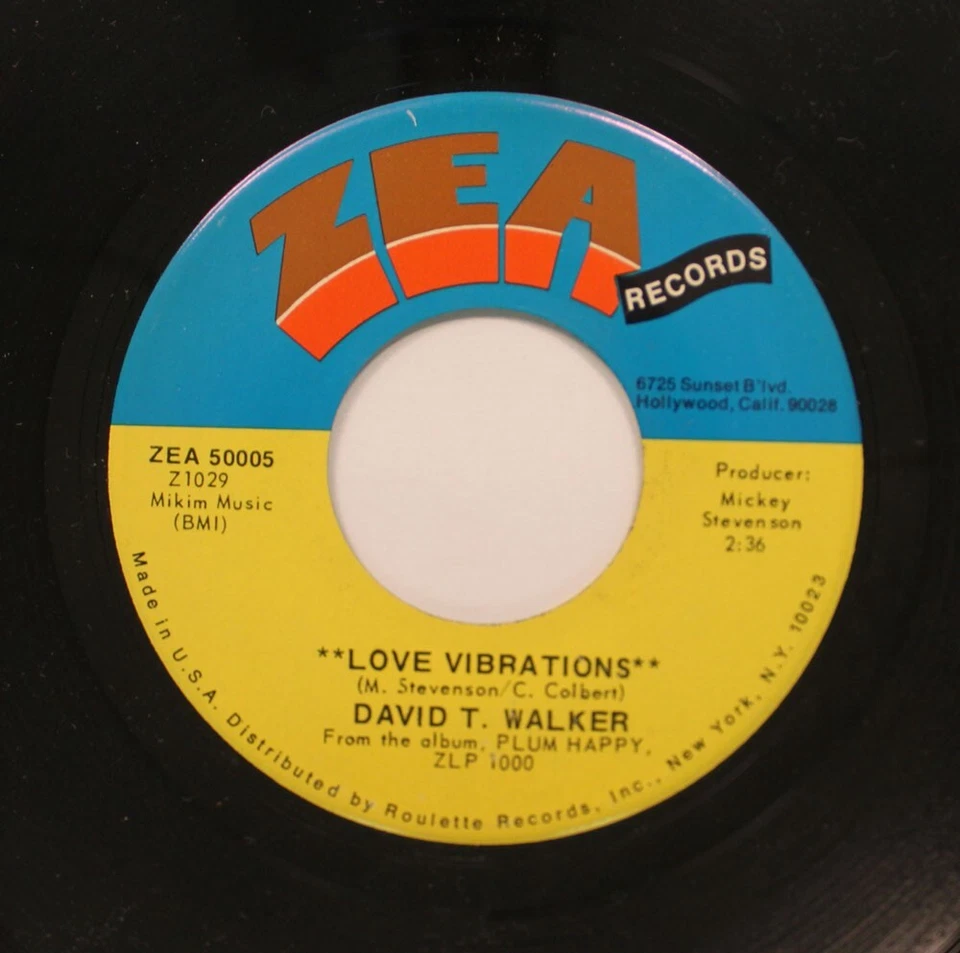 ZEA
RECORDS
6725 Sunset B'lvd.
Hollywood, Calif. 90028
ZEA 50005
Z1029
Mikim Music
(BMI)
Producer:
Mickey
Stevenson
2:36
**LOVE VIBRATIONS**
(M. Stevenson/C. Colbert)
DAVID T. WALKER
From the album, PLUM HAPPY,
ZLP 1000
Made in U.S.A. Distributed by Roulette Records, Inc., New York, N.Y. 10023